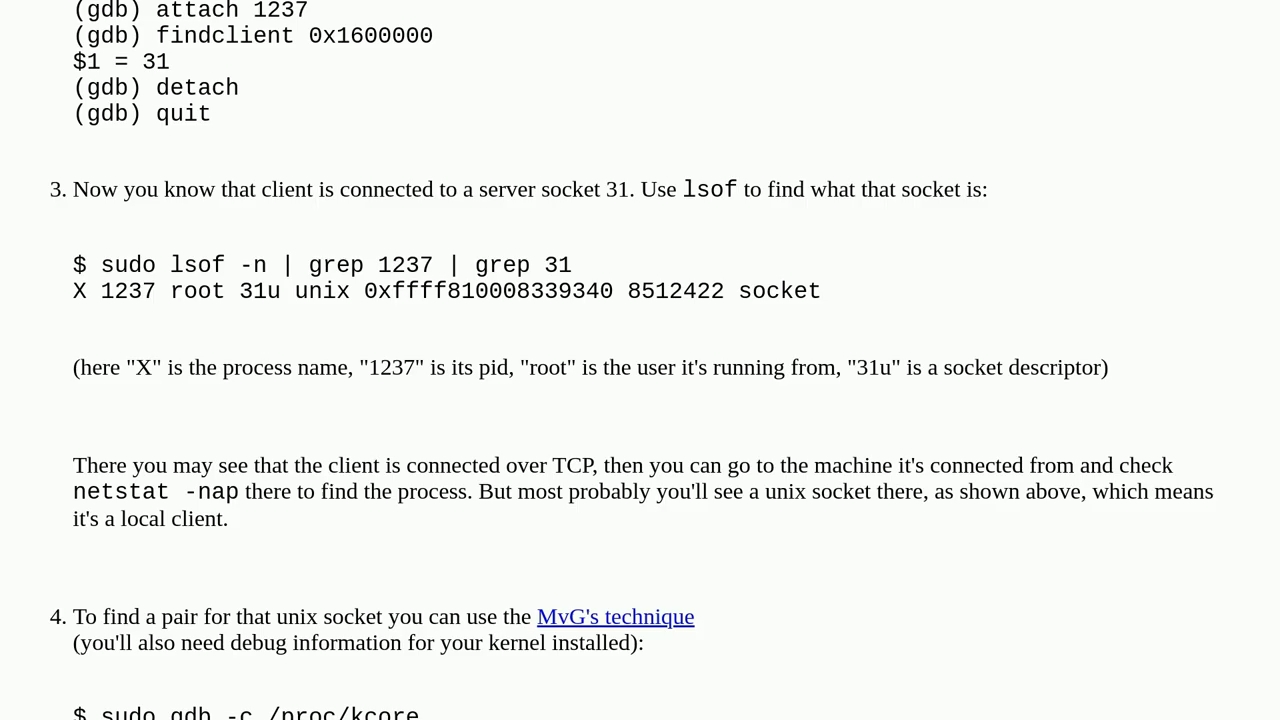 (gdb) attach 1237
(gdb) findclient 0x1600000
$1 = 31
(gdb) detach
(gdb) quit
3. Now you know that client is connected to a server socket 31. Use lsof to find what that socket is:
$ sudo lsof -n | grep 1237 | grep 31
X 1237 root 31u unix 0xffff810008339340 8512422 socket
(here "X" is the process name, "1237" is its pid, "root" is the user it's running from, "31u" is a socket descriptor)
There you may see that the client is connected over TCP, then you can go to the machine it's connected from and check
netstat -nap there to find the process. But most probably you'll see a unix socket there, as shown above, which means
it's a local client.
4. To find a pair for that unix socket you can use the MvG's technique
(you'll also need debug information for your kernel installed):
$ sudo gdb -c /proc/kcore